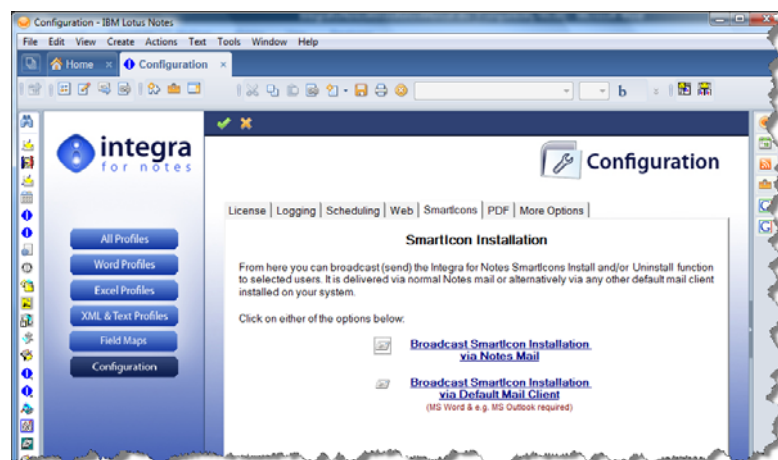 Configuration - IBM Lotus Notes
File Edit View Create Actions Text Tools Window Help
Home × Configuration ×
b
integra
for notes
Configuration
License Logging Scheduling Web SmartIcons PDF More Options
All Profiles
Word Profiles
Excel Profiles
XML & Text Profiles
Field Maps
Configuration
SmartIcon Installation
From here you can broadcast (send) the Integra for Notes SmartIcons Install and/or Uninstall function
to selected users. It is delivered via normal Notes mail or alternatively via any other default mail client
installed on your system.
Click on either of the options below:
Broadcast SmartIcon Installation
via Notes Mail
Broadcast SmartIcon Installation
via Default Mail Client
(MS Word & e.g. MS Outlook required)